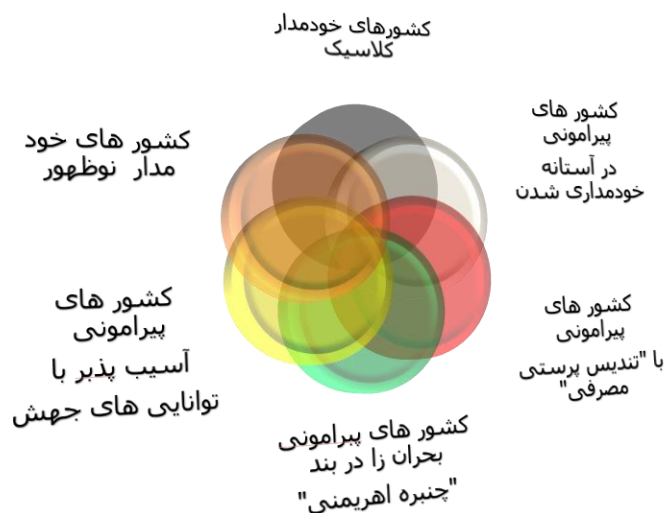 کشورهای خودمدار
کلاسیک
کشور های
پیرامونی
در آستانه
خودمداری شدن
کشور های
پیرامونی
با "تندیس پرستی
مصرفی"
کشور های پیرامونی
بحران زا در بند
"چنبره اهریمنی"
کشور های
پیرامونی
آسیب پذیر با
توانایی های جهش
کشور های خود
مدار نوظهور